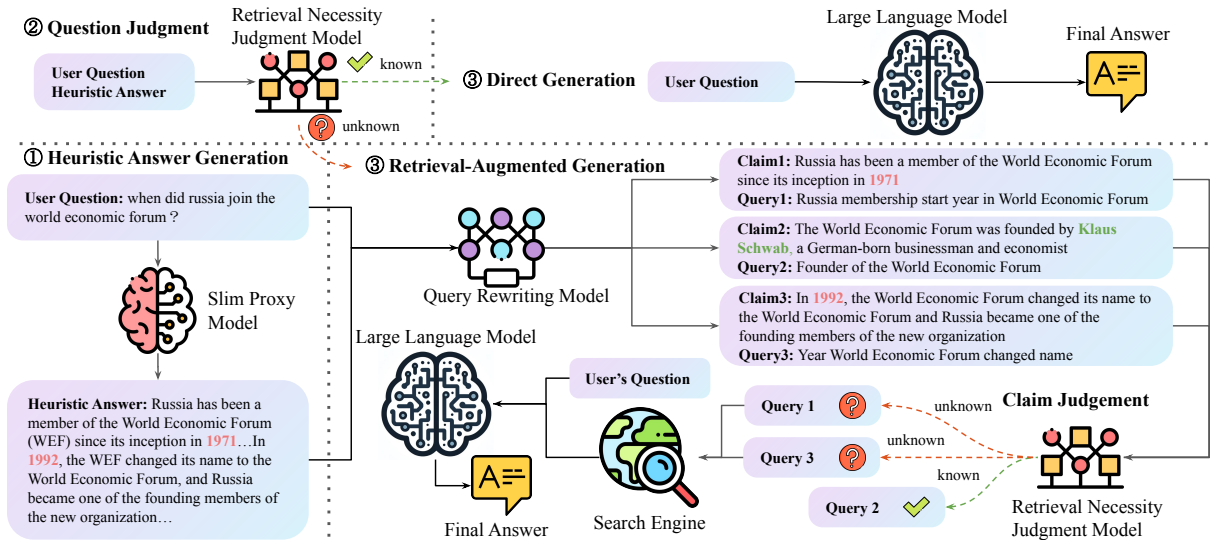 ② Question Judgment
Retrieval Necessity
Judgment Model
User Question
Heuristic Answer
known
unknown
③ Direct Generation
User Question
Large Language Model
Final Answer
① Heuristic Answer Generation
User Question: when did russia join the
world economic forum ?
Slim Proxy
Model
Heuristic Answer: Russia has been a
member of the World Economic Forum
(WEF) since its inception in 1971…In
1992, the WEF changed its name to the
World Economic Forum, and Russia
became one of the founding members of
the new organization…
③ Retrieval-Augmented Generation
Query Rewriting Model
Claim1: Russia has been a member of the World Economic Forum
since its inception in 1971
Query1: Russia membership start year in World Economic Forum
Claim2: The World Economic Forum was founded by Klaus
Schwab, a German-born businessman and economist
Query2: Founder of the World Economic Forum
Claim3: In 1992, the World Economic Forum changed its name to
the World Economic Forum and Russia became one of the
founding members of the new organization
Query3: Year World Economic Forum changed name
Claim Judgement
Retrieval Necessity
Judgment Model
unknown
unknown
known
Query 1
Query 3
Query 2
Search Engine
User's Question
Large Language Model
Final Answer